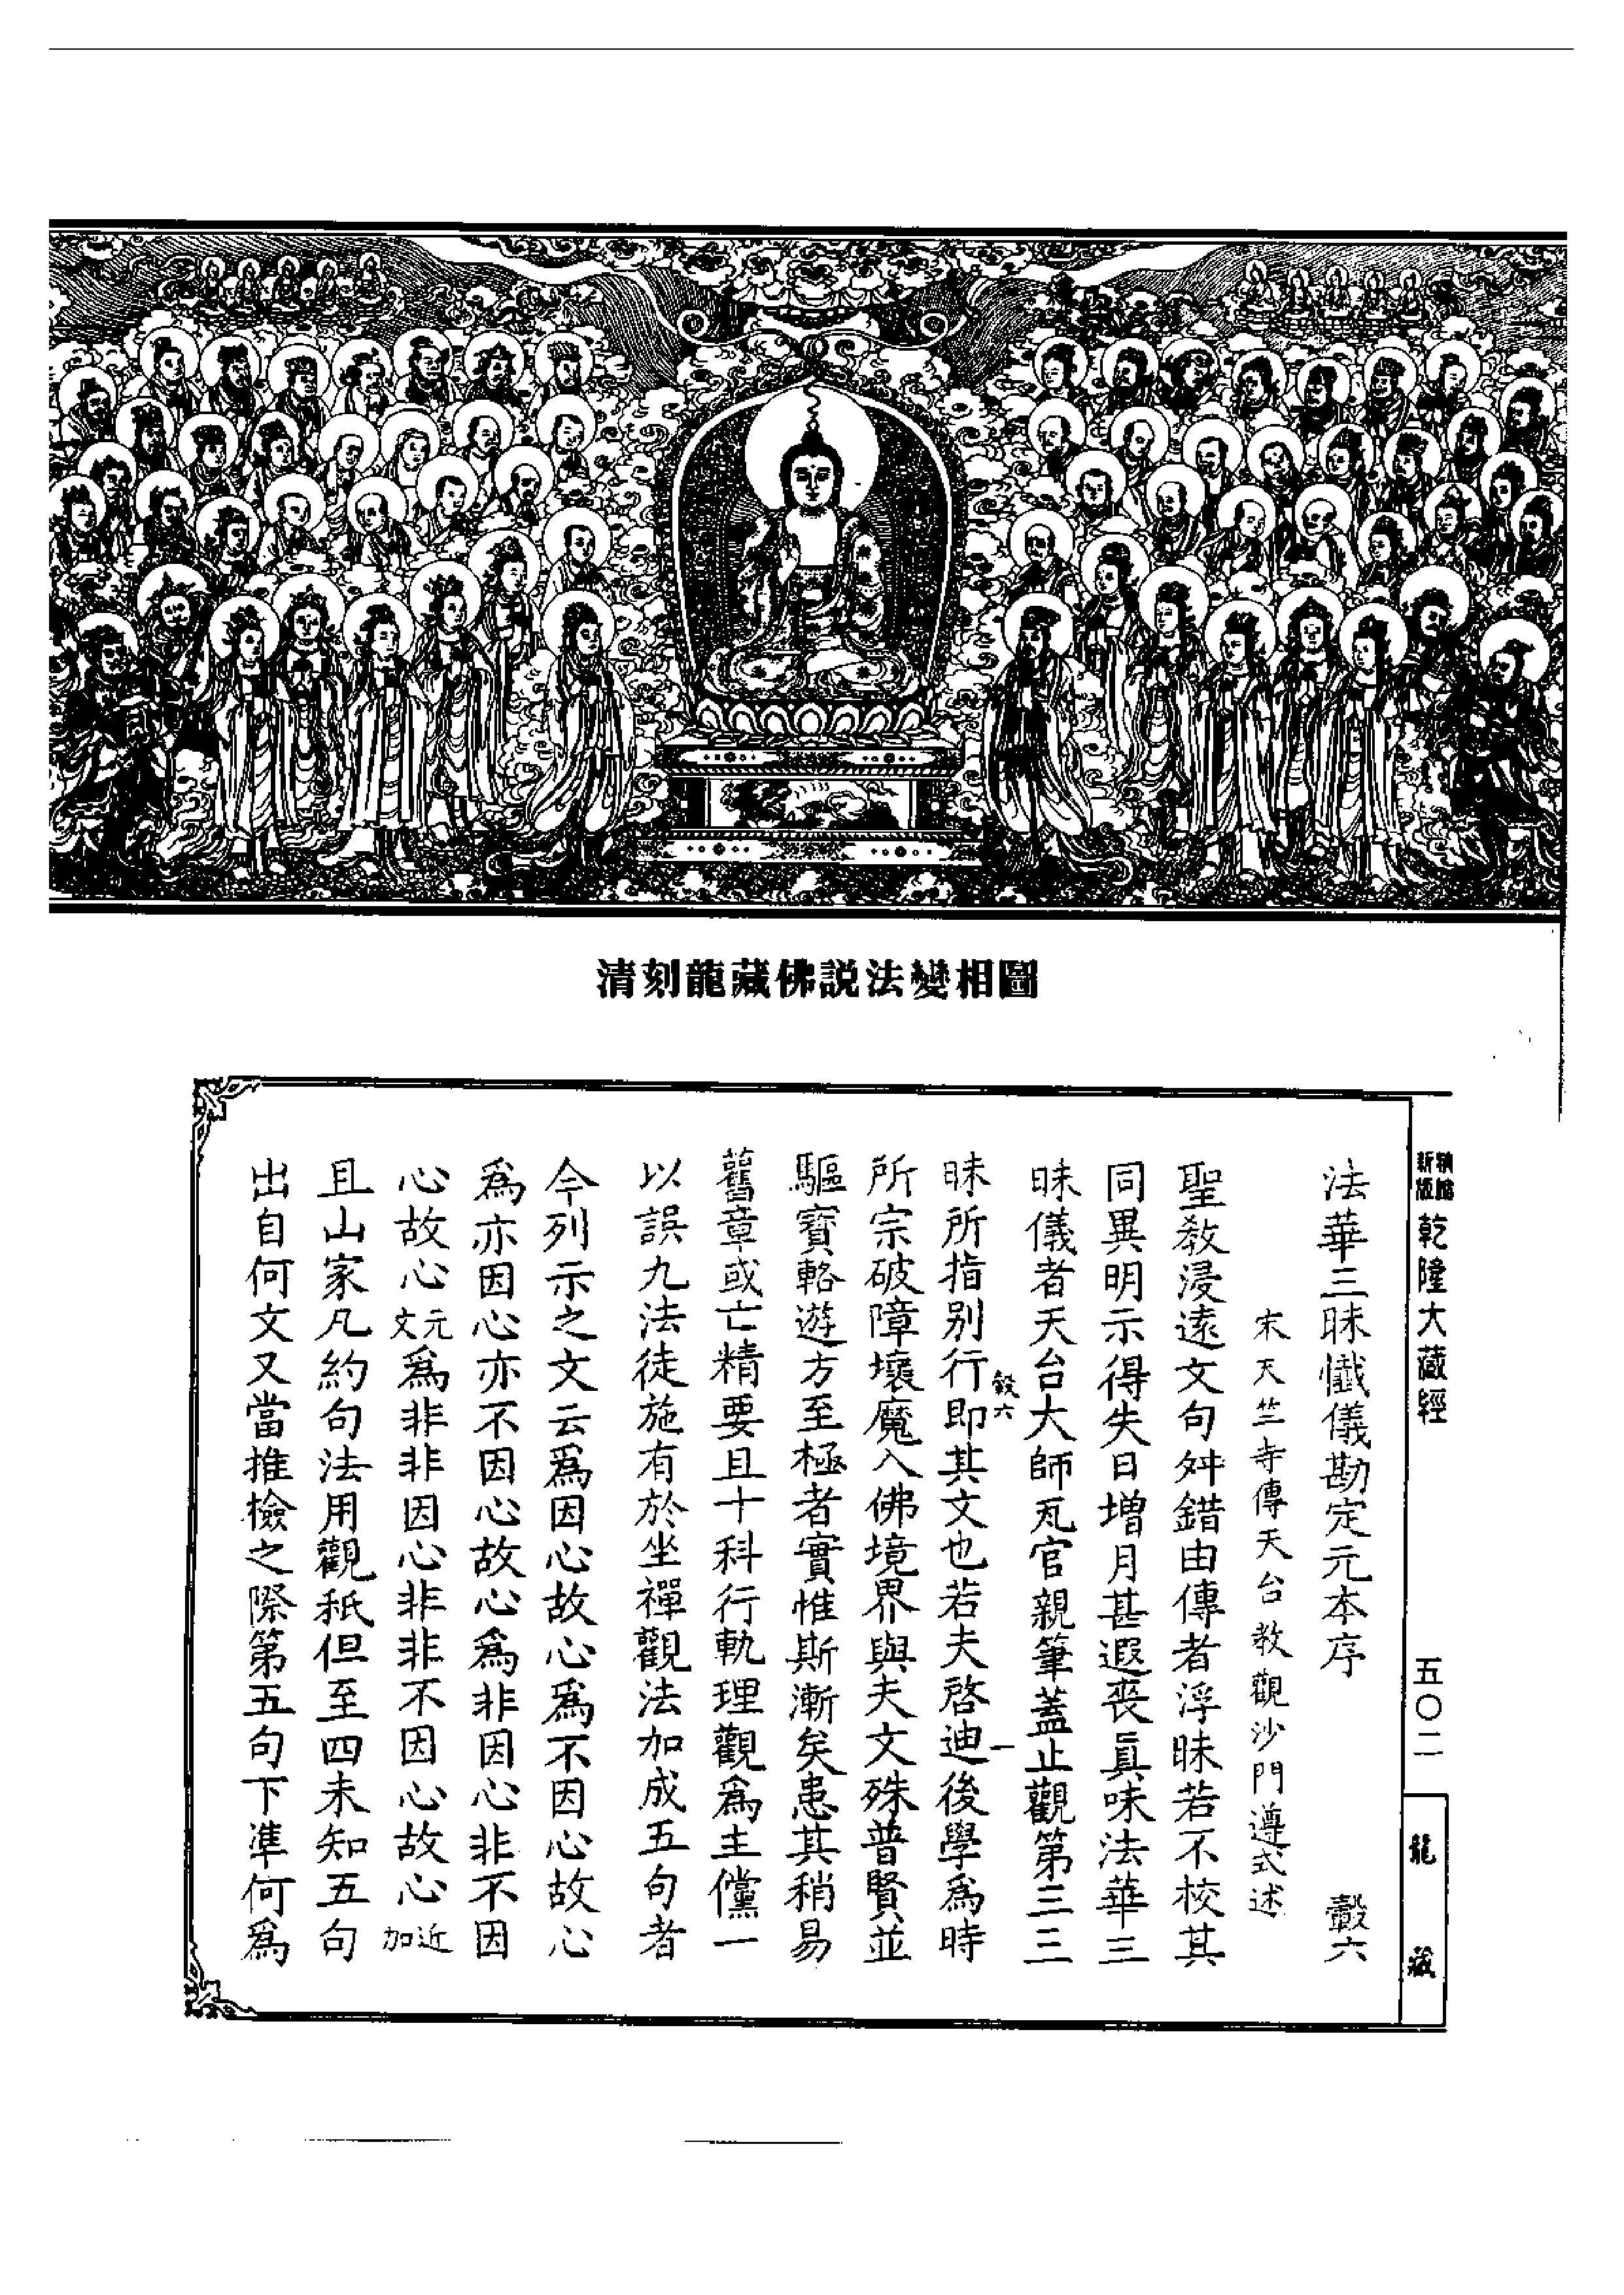 清刻龍藏佛説法變相圖
新版
乾隆大藏經
五〇二
龍藏
法華三昧懺儀勘定元本序 轂六
宋天竺寺傳天台教觀沙門遵式述
聖教浸遠文句舛錯由傳者浮昧若不校其
同異明示得失日增月甚遐喪眞味法華三
昧儀者天台大師瓦官親筆蓋止觀第三三
轂六 一
昧所指别行即其文也若夫啓迪後學爲時
所宗破障壞魔入佛境界與夫文殊普賢並
驅寶輅遊方至極者實惟斯漸矣患其稍易
舊章或亡精要且十科行軌理觀爲主儻一
以誤九法徒施有於坐禪觀法加成五句者
今列示之文云爲因心故心爲不因心故心
爲亦因心亦不因心故心爲非因心非不因
心故心元文爲非非因心非非不因心故心近加
且山家凡約句法用觀秖但至四未知五句
出自何文又當推檢之際第五句下準何爲